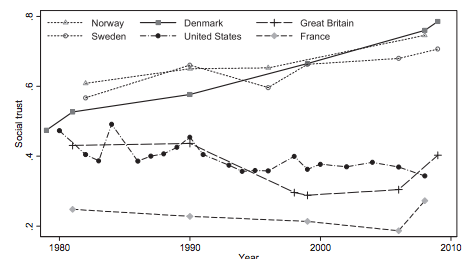 Norway Denmark Great Britain
Sweden United States France
Social trust
.8
.6
.4
.2
1980 1990 2000 2010
Year